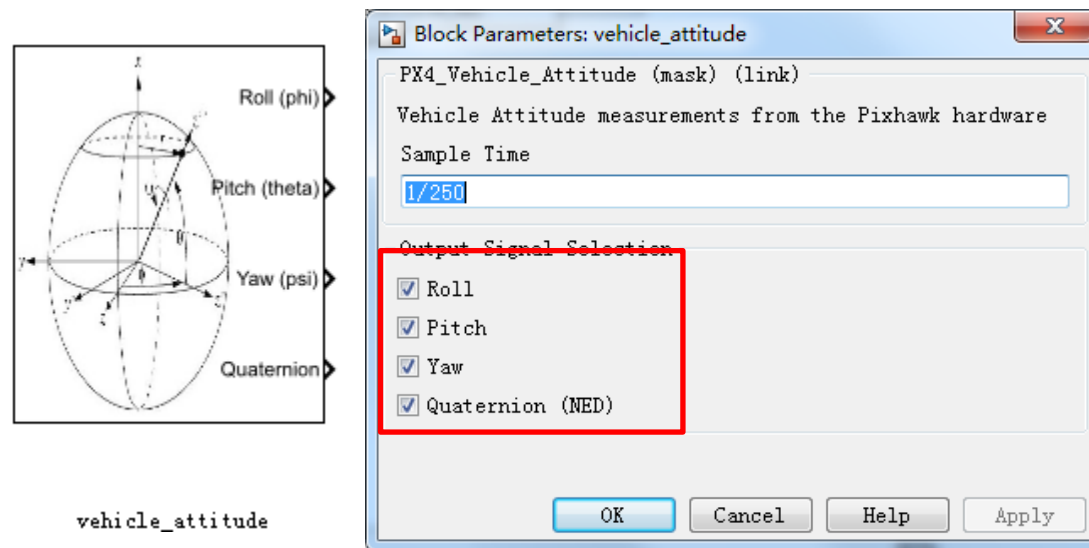 Roll (phi)
Pitch (theta)
Yaw (psi)
Quaternion
vehicle_attitude
Block Parameters: vehicle_attitude
PX4_Vehicle_Attitude (mask) (link)
Vehicle Attitude measurements from the Pixhawk hardware
Sample Time
1/250
Output Signal Selection
Roll
Pitch
Yaw
Quaternion (NED)
OK Cancel Help Apply